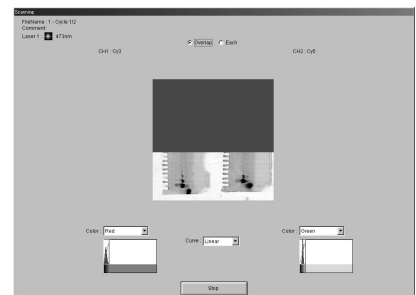 Scanning
FileName : 1 - Circle 1/2
Comment:
Laser 1 : 473nm
Overlap Each
CH1 : Cy3 CH2 : Cy5
Color : Red Curve : Linear Color : Green
Stop